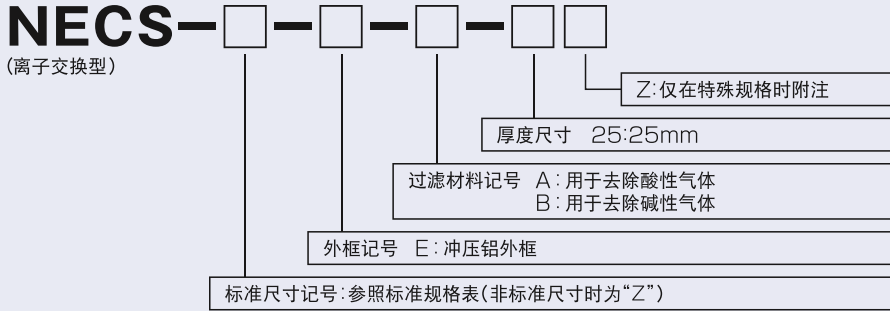 NECS-□-□-□-□□
(离子交换型)
Z:仅在特殊规格时附注
厚度尺寸 25:25mm
过滤材料记号 A:用于去除酸性气体
B:用于去除碱性气体
外框记号 E:冲压铝外框
标准尺寸记号:参照标准规格表(非标准尺寸时为“Z”)